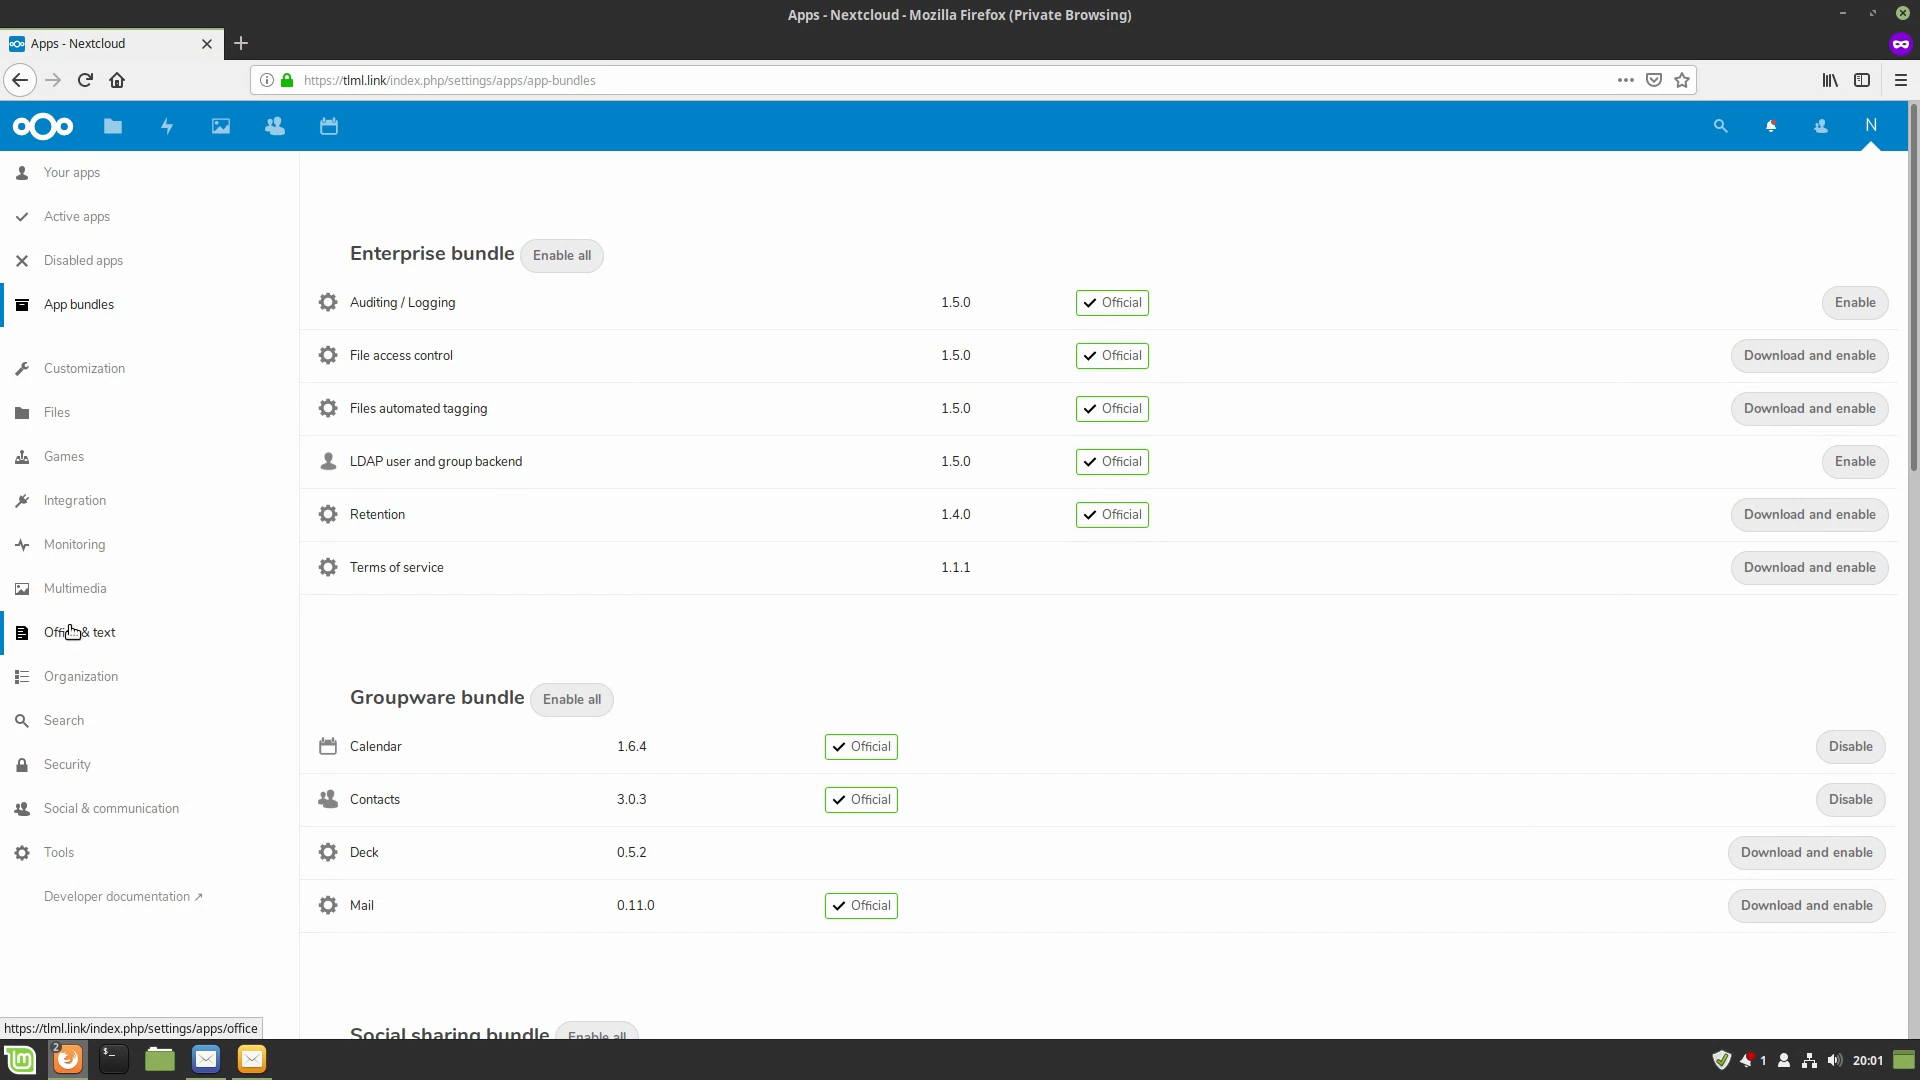 Apps - Nextcloud - Mozilla Firefox (Private Browsing)
Apps - Nextcloud
https://tlml.link/index.php/settings/apps/app-bundles
N
Your apps
Active apps
Disabled apps
App bundles
Customization
Files
Games
Integration
Monitoring
Multimedia
Office & text
Organization
Search
Security
Social & communication
Tools
Developer documentation ↗
Enterprise bundle Enable all
Auditing / Logging 1.5.0 Official Enable
File access control 1.5.0 Official Download and enable
Files automated tagging 1.5.0 Official Download and enable
LDAP user and group backend 1.5.0 Official Enable
Retention 1.4.0 Official Download and enable
Terms of service 1.1.1 Download and enable
Groupware bundle Enable all
Calendar 1.6.4 Official Disable
Contacts 3.0.3 Official Disable
Deck 0.5.2 Download and enable
Mail 0.11.0 Official Download and enable
Social sharing bundle Enable all
https://tlml.link/index.php/settings/apps/office
2
1 20:01